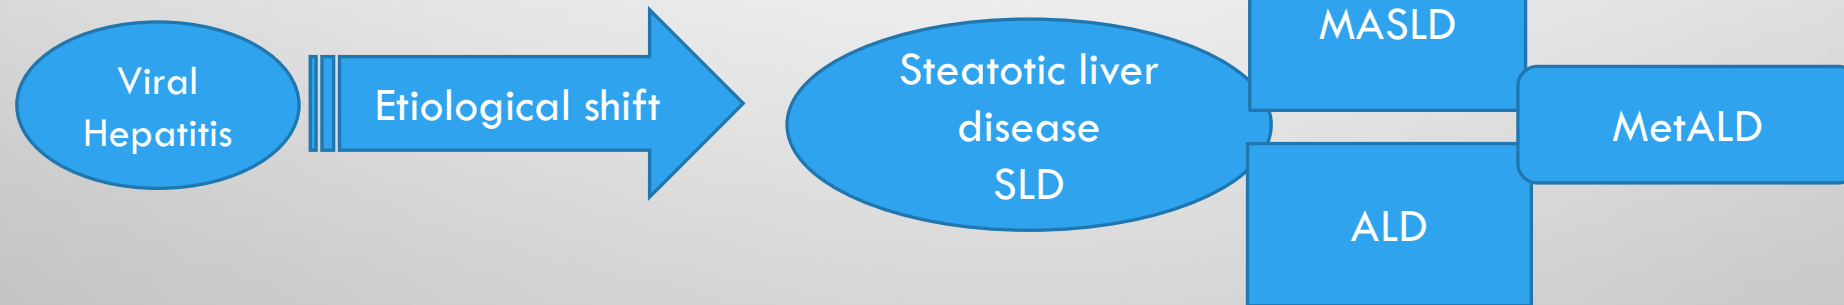 Viral
Hepatitis
Etiological shift
Steatotic liver
disease
SLD
MASLD
ALD
MetALD